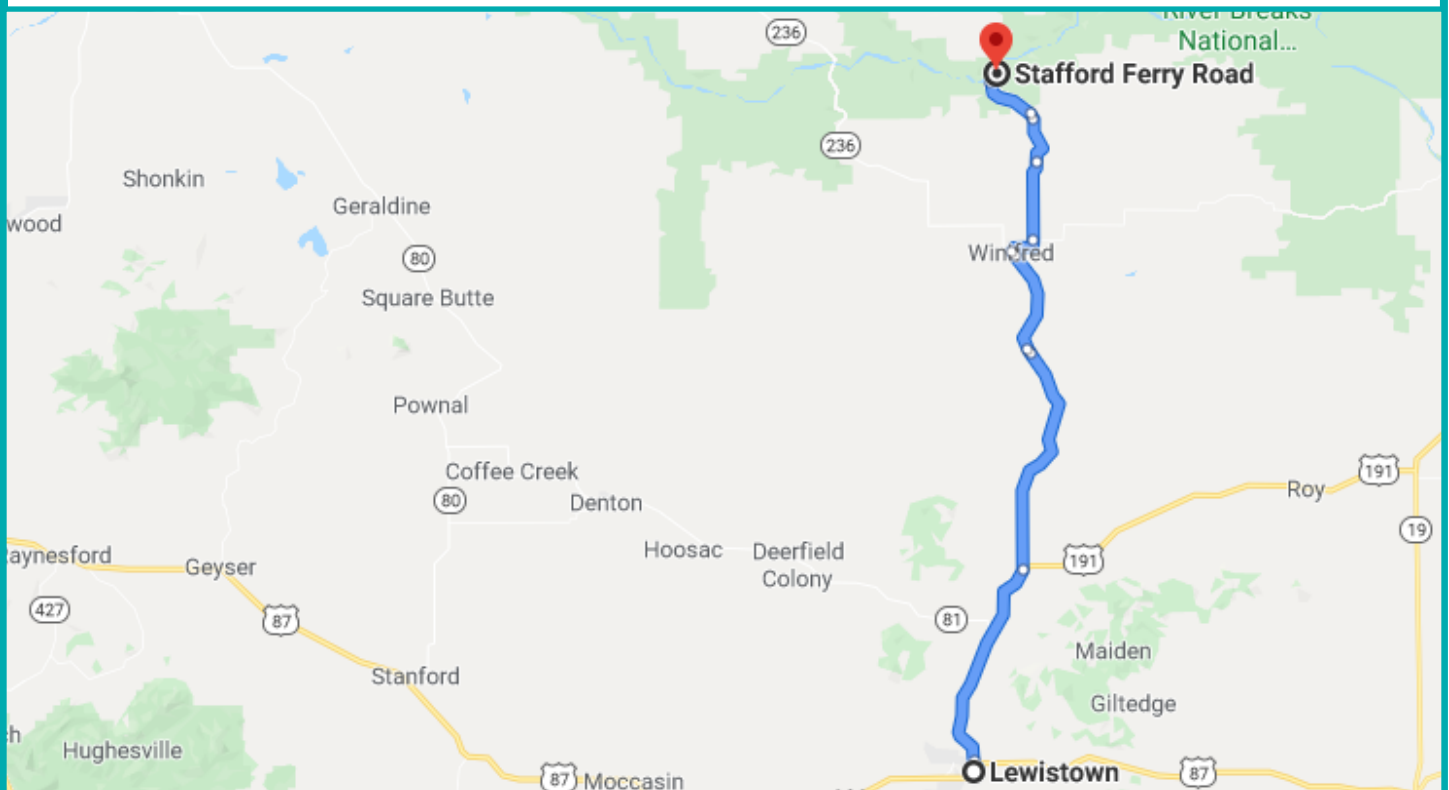 River Breaks
National...
236
Stafford Ferry Road
236
Shonkin
Geraldine
wood
80
Winifred
Square Butte
Pownal
Coffee Creek
191
Roy
80
Denton
19
Hoosac
Deerfield
Colony
aynesford
Geyser
191
427
87
81
Maiden
Stanford
Giltedge
ch
Hughesville
87
Moccasin
Lewistown
87